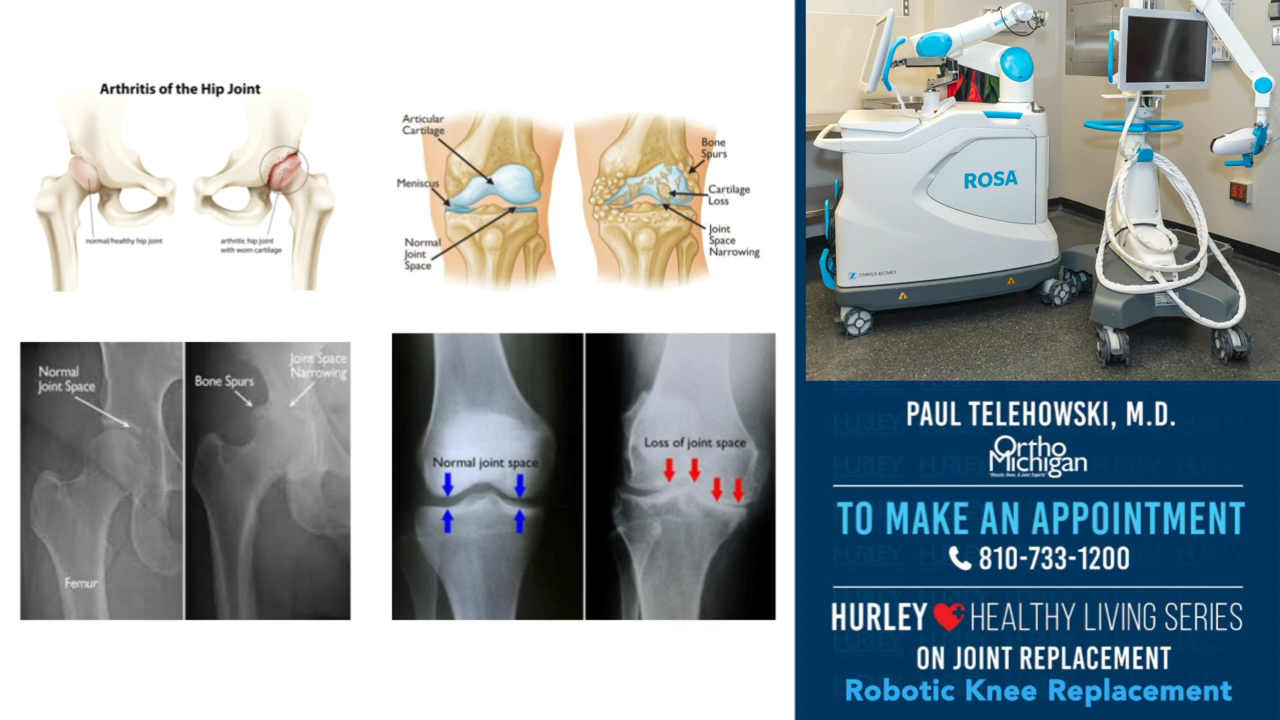 Arthritis of the Hip Joint
normal/healthy hip joint
arthritic hip joint
with worn cartilage
Articular
Cartilage
Meniscus
Normal
Joint
Space
Bone
Spurs
Cartilage
Loss
Joint
Space
Narrowing
Normal
Joint Space
Femur
Bone Spurs
Joint Space
Narrowing
Normal joint space
Loss of joint space
ROSA
ZIMMER BIOMET
PAUL TELEHOWSKI, M.D.
Ortho
Michigan
TO MAKE AN APPOINTMENT
810-733-1200
HURLEY HEALTHY LIVING SERIES
ON JOINT REPLACEMENT
Robotic Knee Replacement